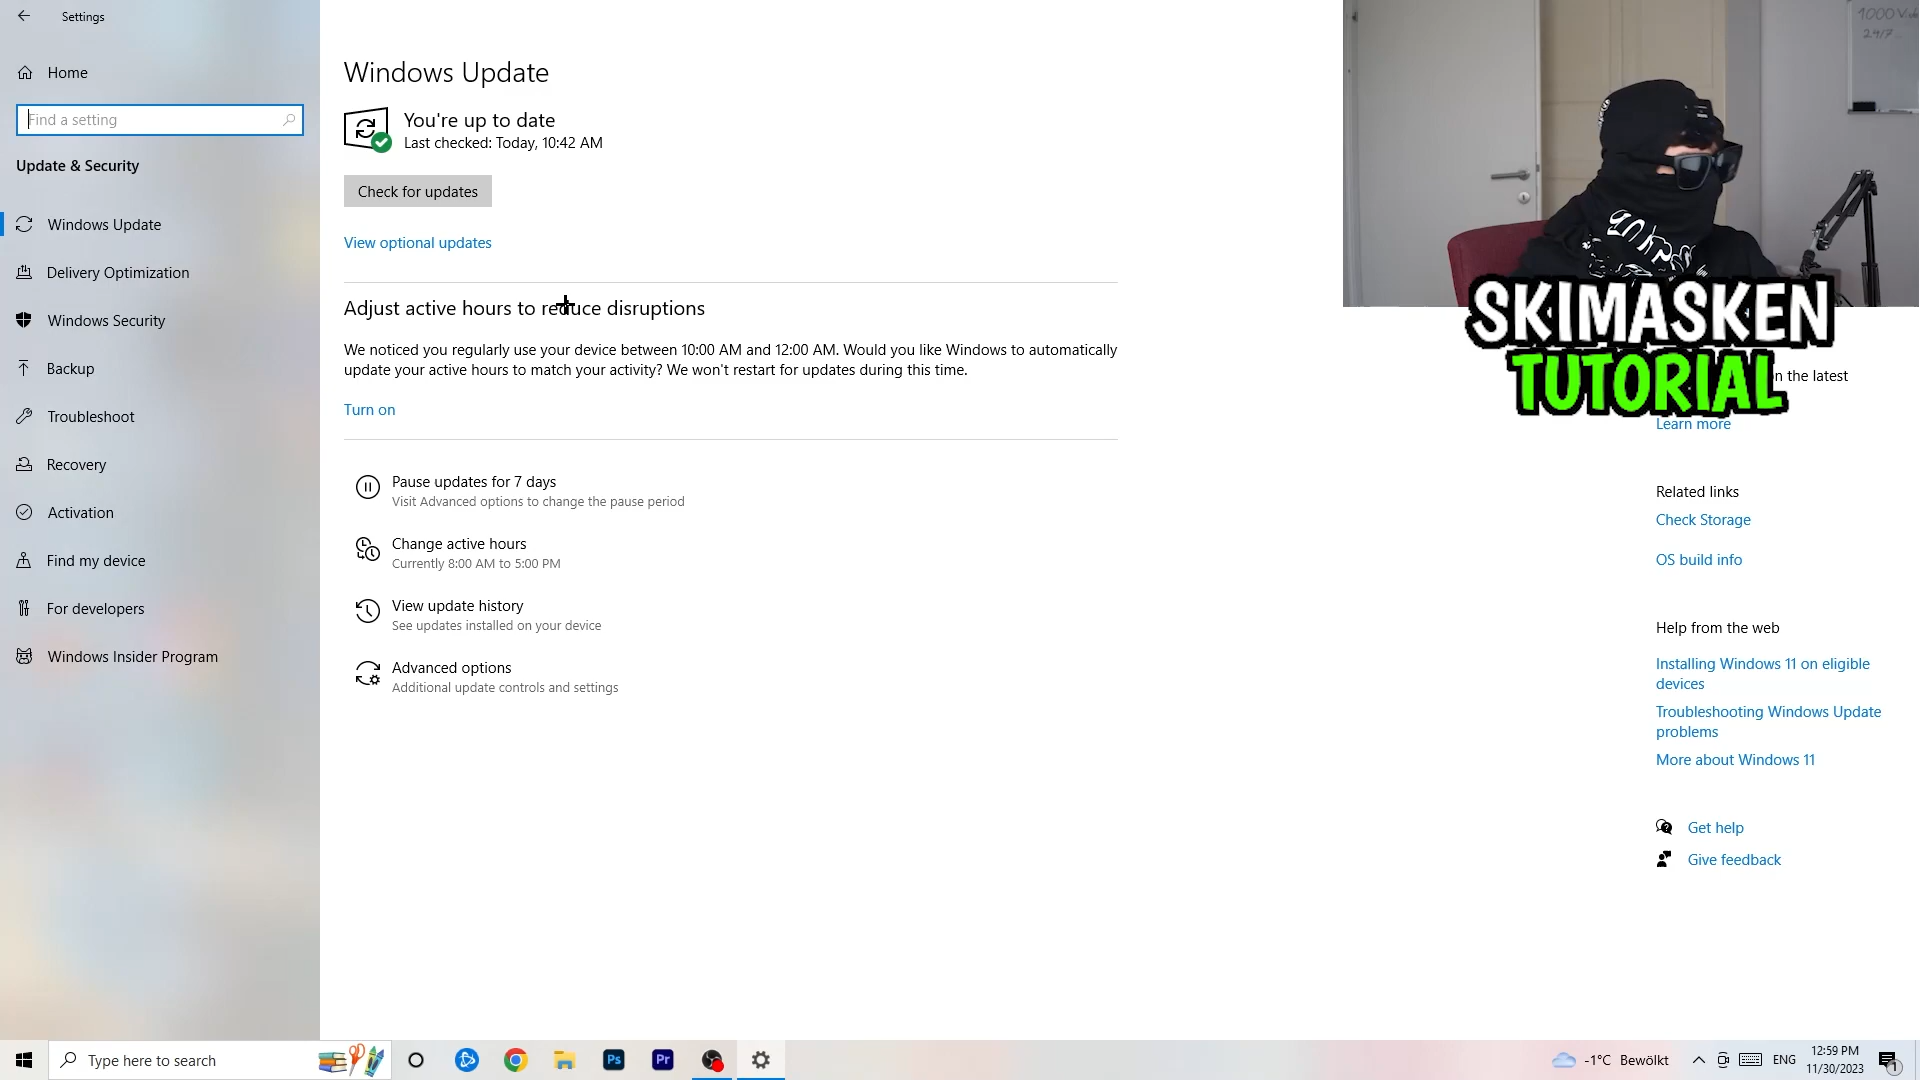 Settings
Home
Find a setting
Update & Security
Windows Update
Delivery Optimization
Windows Security
Backup
Troubleshoot
Recovery
Activation
Find my device
For developers
Windows Insider Program
Windows Update
You're up to date
Last checked: Today, 10:42 AM
Check for updates
View optional updates
Adjust active hours to reduce disruptions
We noticed you regularly use your device between 10:00 AM and 12:00 AM. Would you like Windows to automatically
update your active hours to match your activity? We won't restart for updates during this time.
Turn on
Pause updates for 7 days
Visit Advanced options to change the pause period
Change active hours
Currently 8:00 AM to 5:00 PM
View update history
See updates installed on your device
Advanced options
Additional update controls and settings
24/7
SKIMASKEN
TUTORIAL
on the latest
Learn more
Related links
Check Storage
OS build info
Help from the web
Installing Windows 11 on eligible
devices
Troubleshooting Windows Update
problems
More about Windows 11
Get help
Give feedback
Type here to search
Ps
Pr
-1°C Bewölkt
ENG
12:59 PM
11/30/2023
1